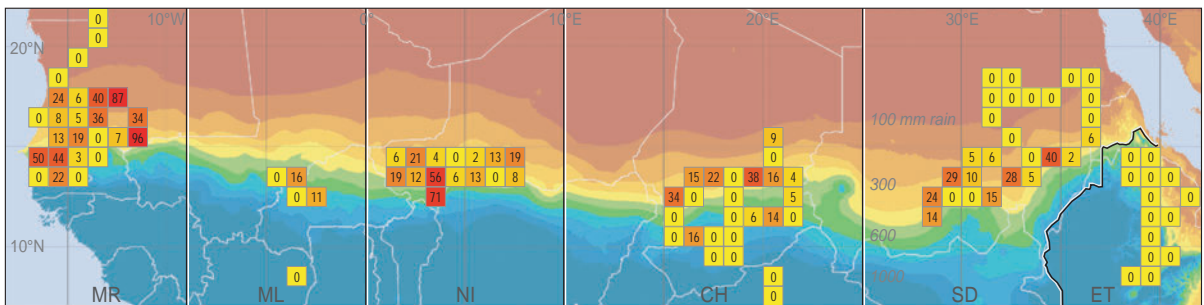 10°W 0° 10°E 20°E 30°E 40°E
0
20°N 0
0
0 0 0 0 0
24 6 40 87 0 0 0 0 0
0 8 5 36 34 100 mm rain 0 0
13 19 0 7 96 9 0 6
50 44 3 0 6 21 4 0 2 13 19 0 5 6 0 40 2 0 0
0 22 0 0 16 19 12 56 6 13 0 8 15 22 0 38 16 4 300 29 10 28 5 0 0 0
0 11 71 34 0 0 5 24 0 0 15 0 0 0
0 0 6 14 0 14 0
10°N 0 16 0 0 600 0
0 0 0 0
0 0 1000 0 0
MR ML NI CH 0 SD ET